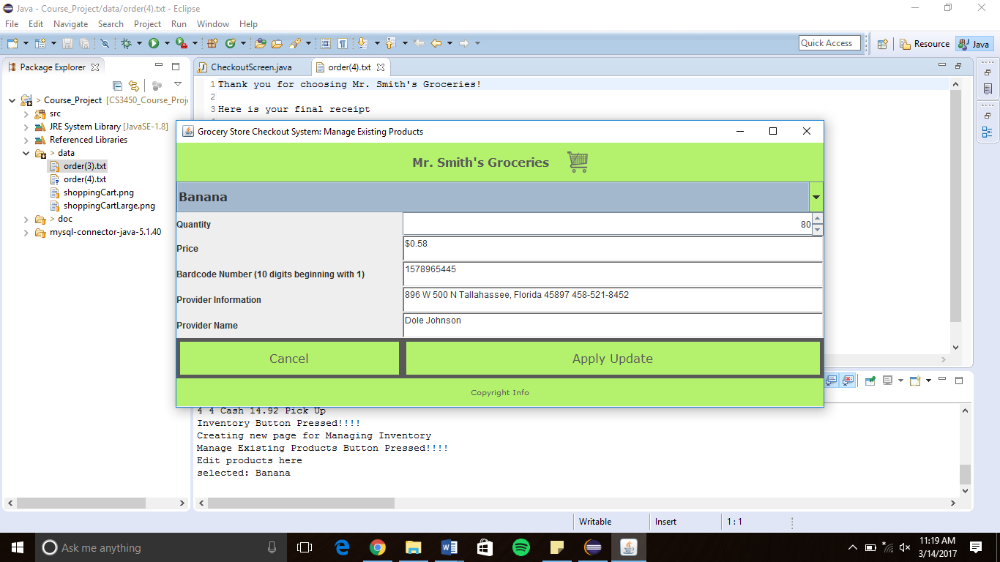 Java - Course_Project/data/order(4).txt - Eclipse
File Edit Navigate Search Project Run Window Help
Quick Access
Resource
Java
Package Explorer
CheckoutScreen.java
order(4).txt
> Course_Project [CS3450_Course_Proj
src
JRE System Library [JavaSE-1.8]
Referenced Libraries
> data
order(3).txt
order(4).txt
shoppingCart.png
shoppingCartLarge.png
> doc
mysql-connector-java-5.1.40
1 Thank you for choosing Mr. Smith's Groceries!
2
3 Here is your final receipt
Grocery Store Checkout System: Manage Existing Products
Mr. Smith's Groceries
Banana
Quantity 80
Price $0.58
Bardcode Number (10 digits beginning with 1) 1578965445
Provider Information 896 W 500 N Tallahassee, Florida 45897 458-521-8452
Provider Name Dole Johnson
Cancel Apply Update
Copyright Info
4 4 Cash 14.92 Pick Up
Inventory Button Pressed!!!!
Creating new page for Managing Inventory
Manage Existing Products Button Pressed!!!!
Edit products here
selected: Banana
Writable Insert 1 : 1
Ask me anything
11:19 AM
3/14/2017